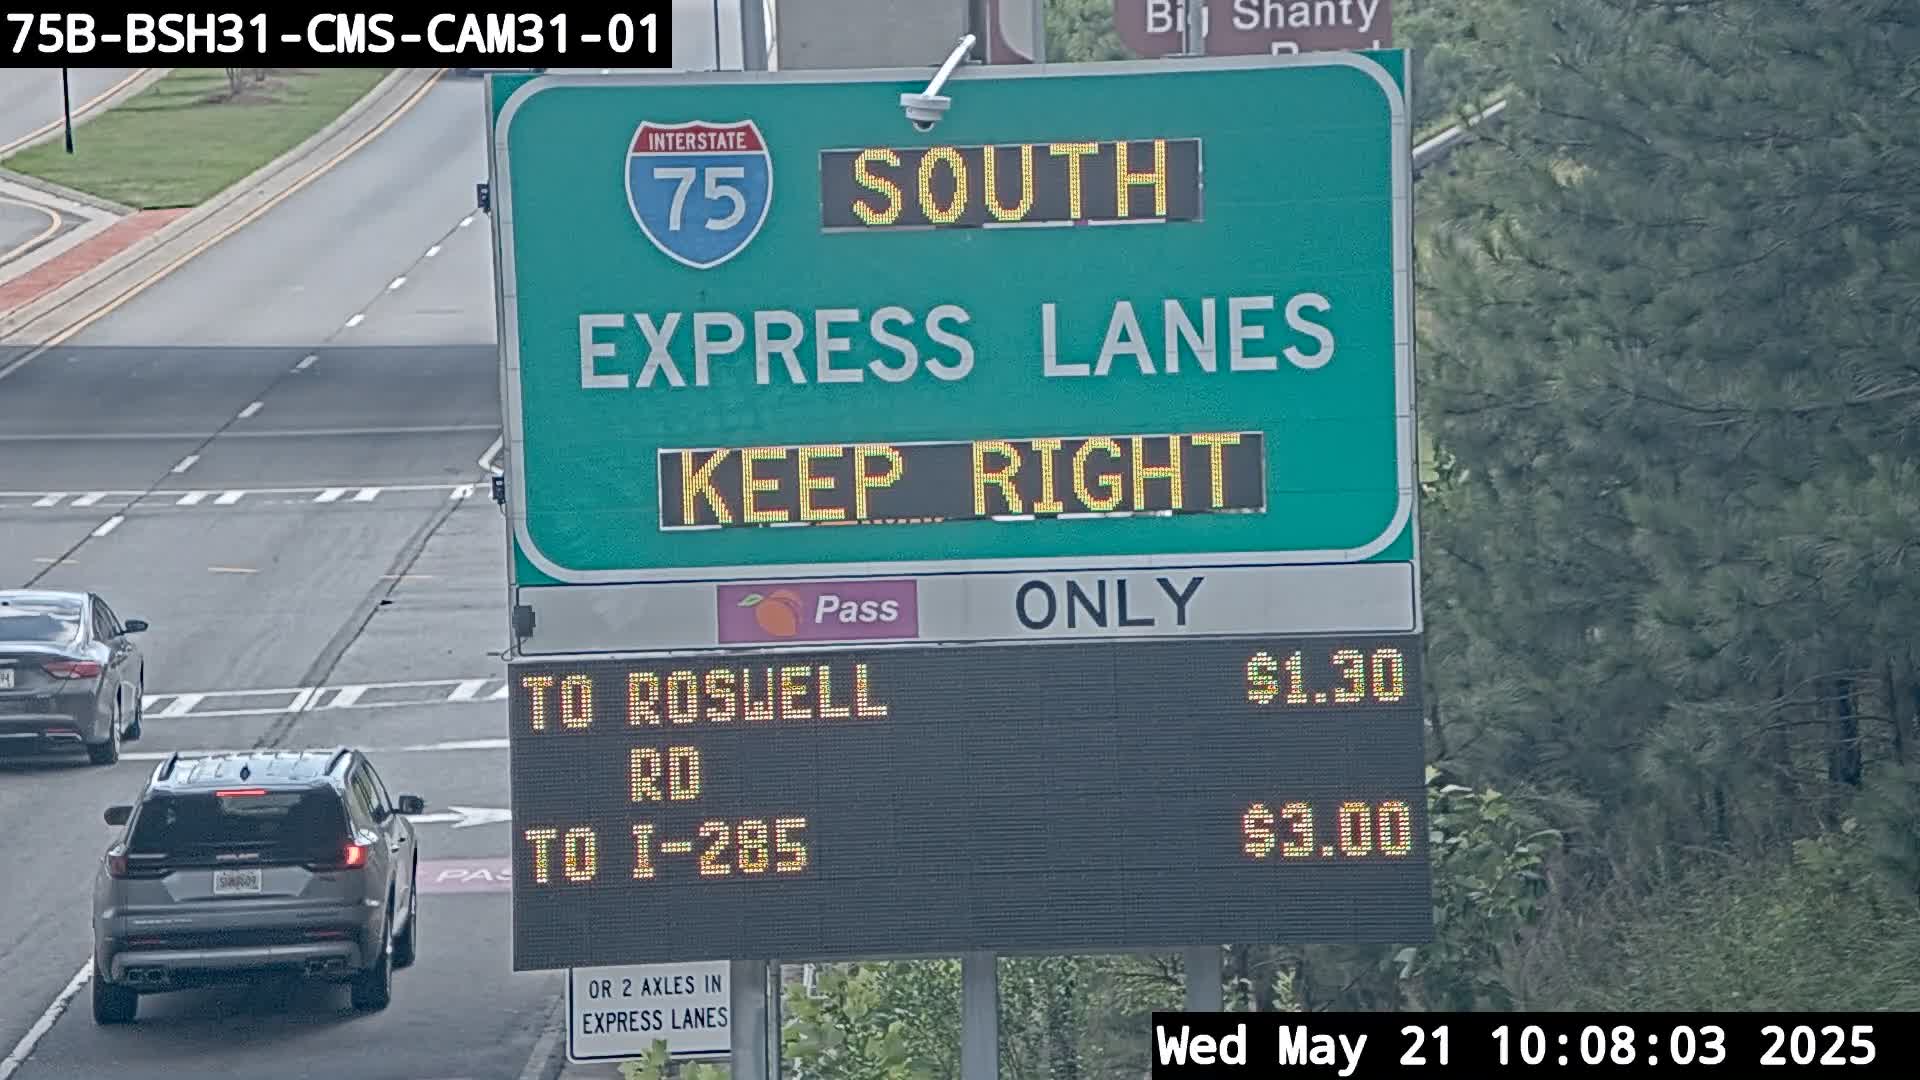 75B-BSH31-CMS-CAM31-01
Big Shanty
Road
INTERSTATE
75
SOUTH
EXPRESS LANES
KEEP RIGHT
Pass
ONLY
TO ROSWELL $1.30
RD
TO I-285 $3.00
PAS
OR 2 AXLES IN
EXPRESS LANES
Wed May 21 10:08:03 2025